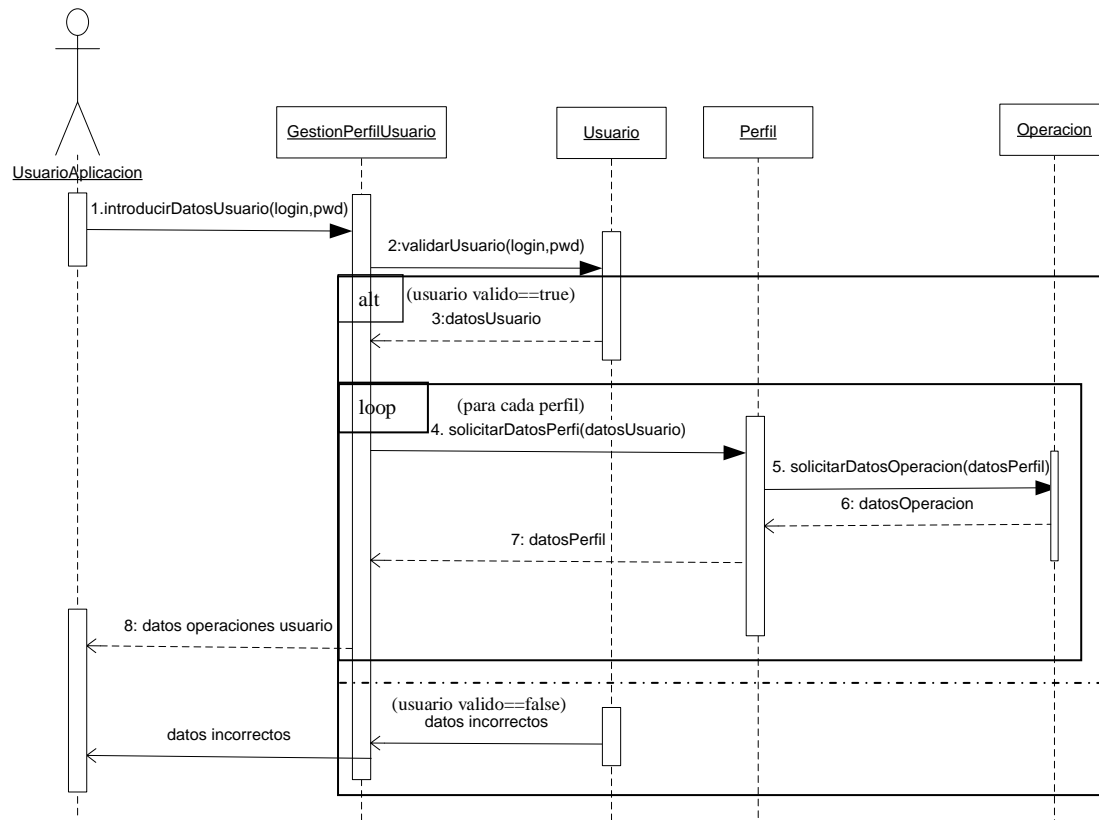 GestionPerfilUsuario
Usuario
Perfil
Operacion
UsuarioAplicacion
1.introducirDatosUsuario(login,pwd)
2:validarUsuario(login,pwd)
alt
(usuario valido==true)
3:datosUsuario
loop
(para cada perfil)
4. solicitarDatosPerfi(datosUsuario)
5. solicitarDatosOperacion(datosPerfil)
6: datosOperacion
7: datosPerfil
8: datos operaciones usuario
(usuario valido==false)
datos incorrectos
datos incorrectos